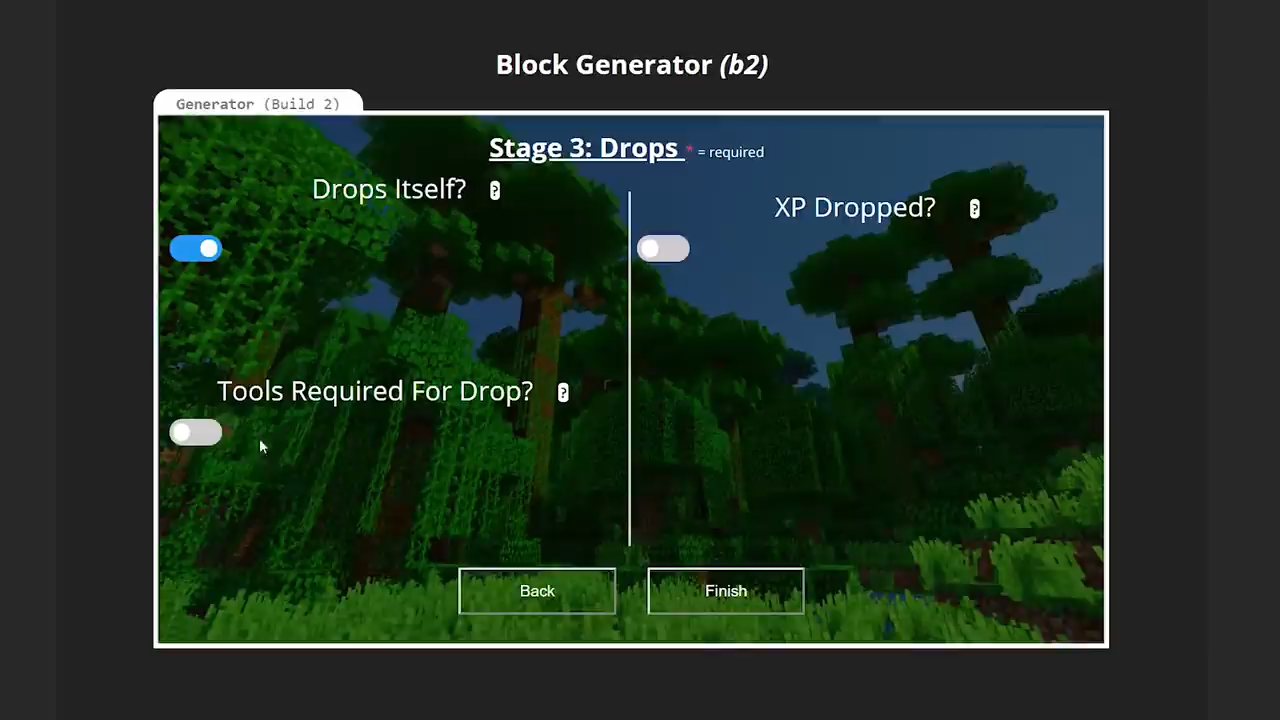 Block Generator (b2)
Generator (Build 2)
Stage 3: Drops * = required
Drops Itself? ?
XP Dropped? ?
Tools Required For Drop? ?
Back
Finish